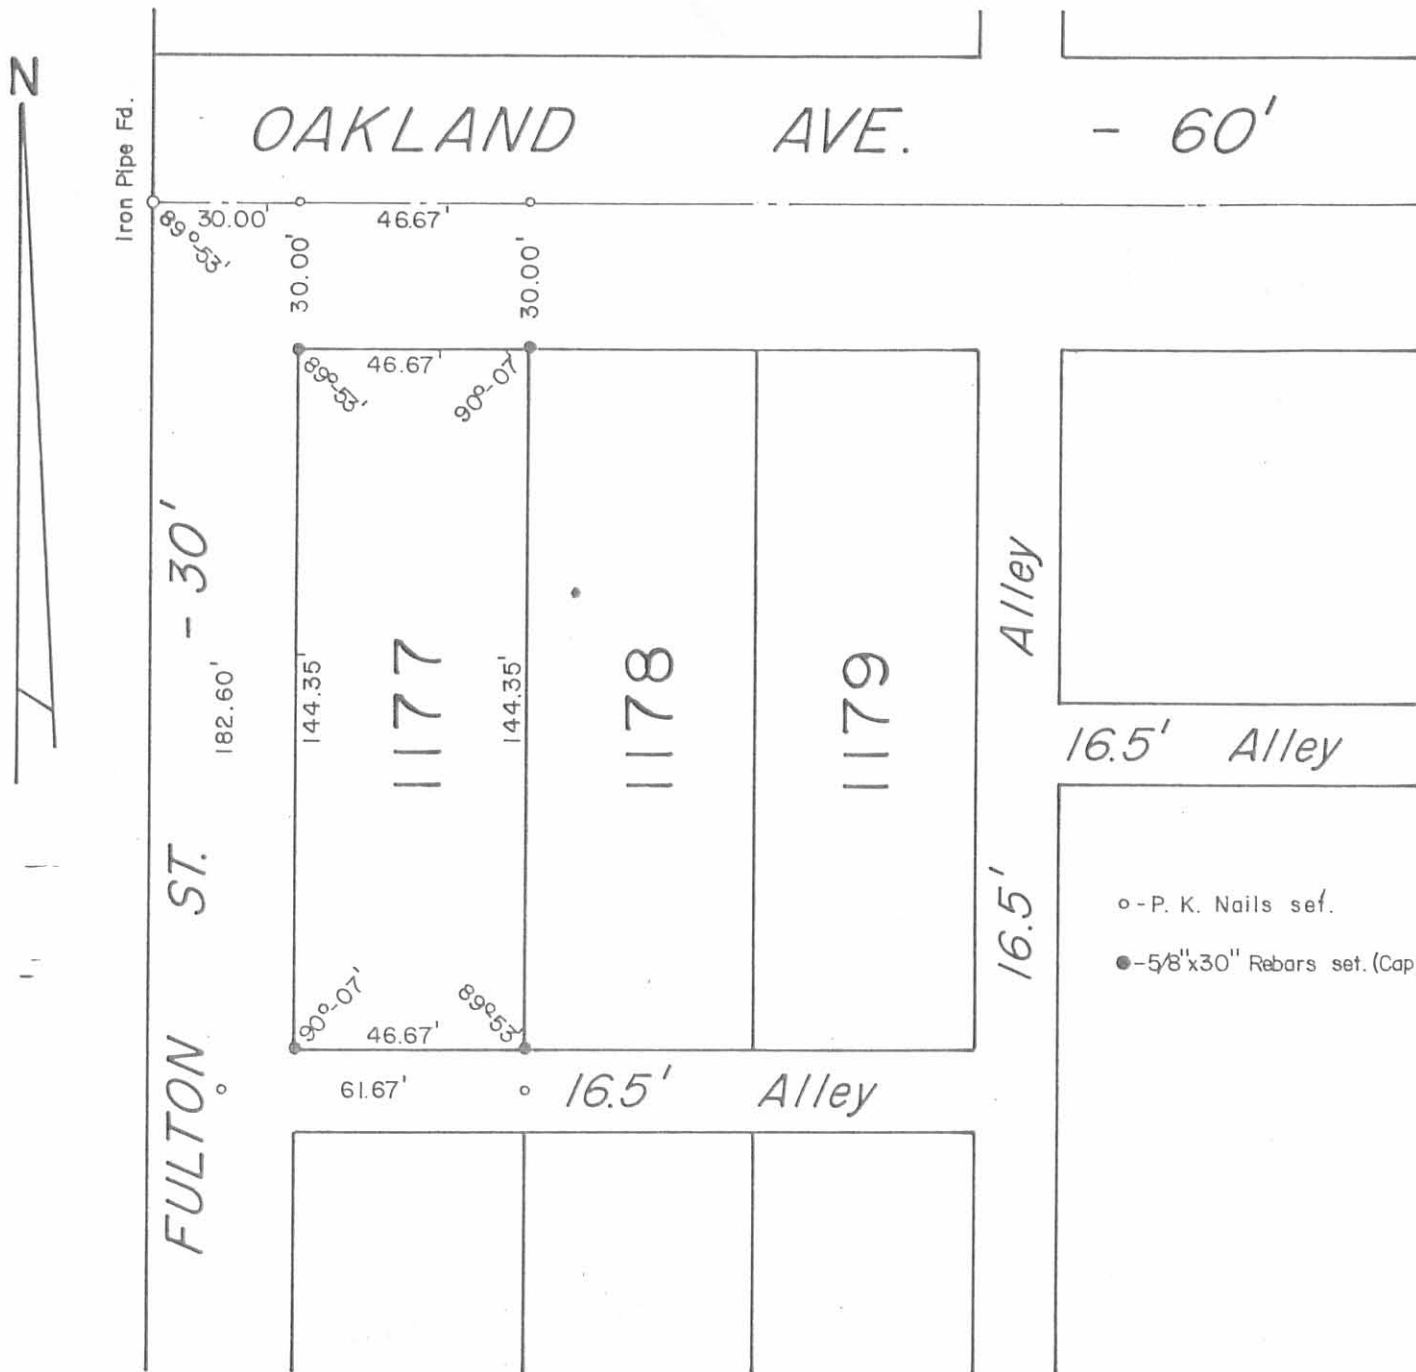 N
OAKLAND AVE. - 60'
Iron Pipe Fd.
30.00' 46.67'
89°-53'
30.00'
30.00'
46.67'
89°-53'
90°-07'
FULTON ST. - 30'
182.60'
144.35'
1177
144.35'
1178
1179
16.5' Alley
16.5' Alley
o - P. K. Nails set.
●-5/8"x30" Rebars set. (Cap
90°-07'
89°-53'
46.67'
61.67'
16.5' Alley